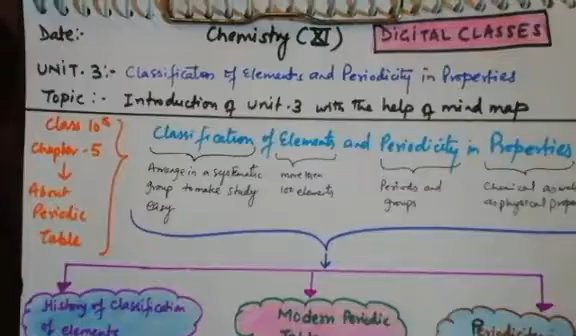 Date:- Chemistry (XI) DIGITAL CLASSES
UNIT.3:- Classification of Elements and Periodicity in Properties
Topic:- Introduction of unit.3 with the help of mind map
Class 10th
Chapter-5
About
Periodic
Table
Classification of Elements and Periodicity in Properties
Arrange in a systematic
group to make study
easy
more than
100 elements
Periods and
groups
Chemical as
as physical
History of Classification
of elements
Modern Periodic